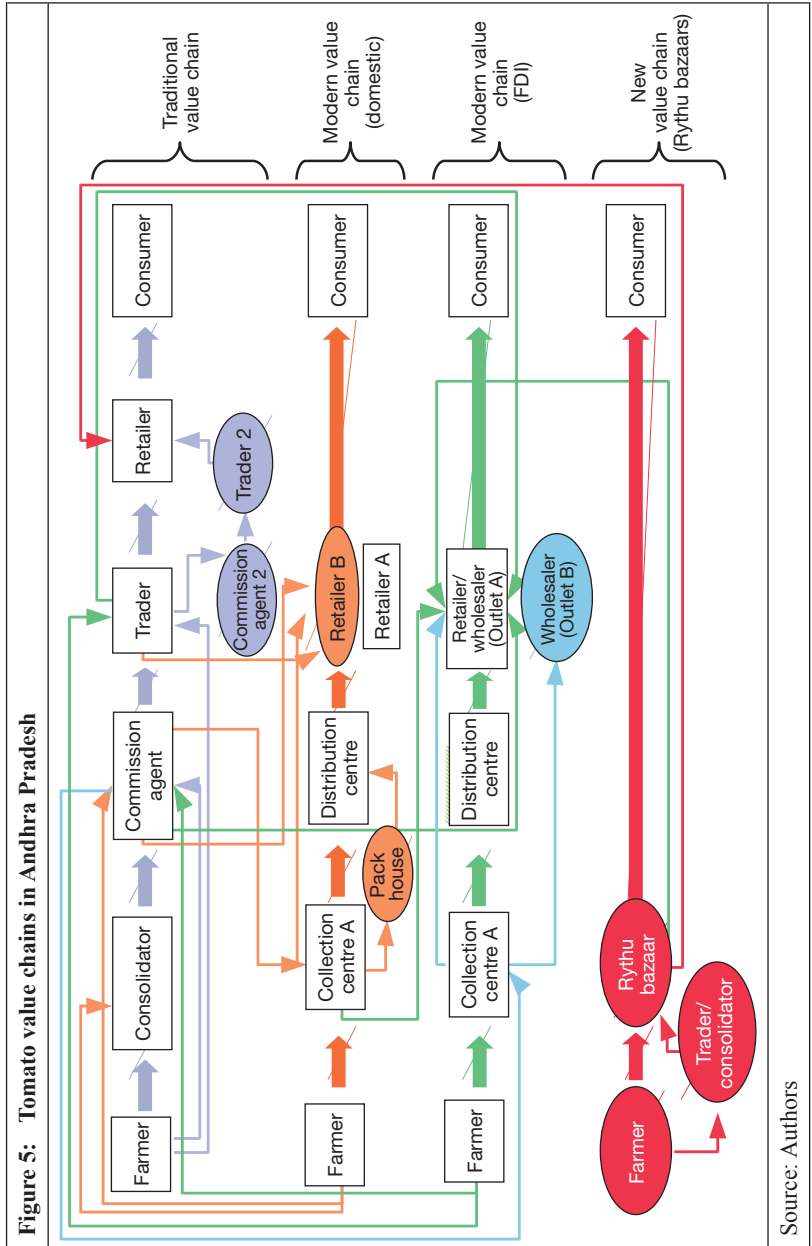 Figure 5: Tomato value chains in Andhra Pradesh
Farmer
Consolidator
Commission
agent
Trader
Retailer
Consumer
Traditional
value chain
Commission
agent 2
Trader 2
Farmer
Collection
centre A
Pack
house
Distribution
centre
Retailer B
Retailer A
Consumer
Modern value
chain
(domestic)
Farmer
Collection
centre A
Distribution
centre
Retailer/
wholesaler
(Outlet A)
Wholesaler
(Outlet B)
Consumer
Modern value
chain
(FDI)
Farmer
Trader/
consolidator
Rythu
bazaar
Consumer
New
value chain
(Rythu bazaars)
Source: Authors